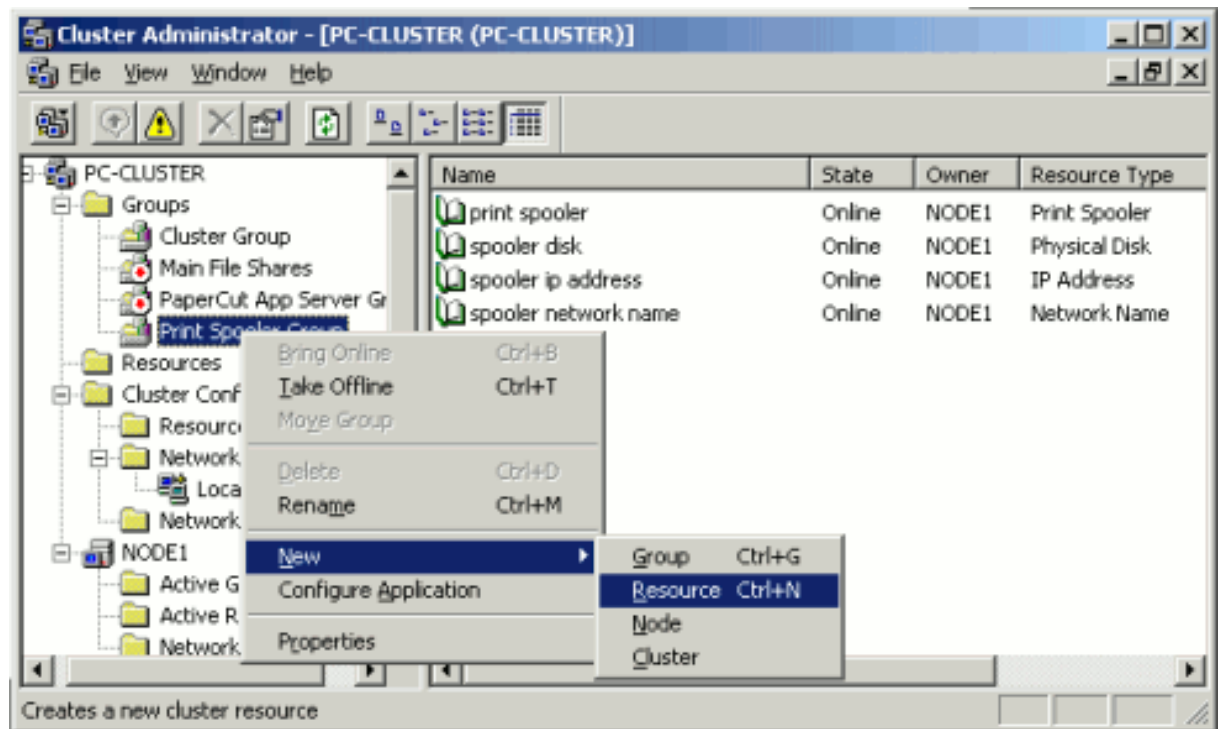 Cluster Administrator - [PC-CLUSTER (PC-CLUSTER)]
File View Window Help
PC-CLUSTER
Groups
Cluster Group
Main File Shares
PaperCut App Server Gr
Print Spooler Group
Resources
Cluster Conf
Resourc
Network
Loca
Network
NODE1
Active G
Active R
Network
Name State Owner Resource Type
print spooler Online NODE1 Print Spooler
spooler disk Online NODE1 Physical Disk
spooler ip address Online NODE1 IP Address
spooler network name Online NODE1 Network Name
Bring Online Ctrl+B
Take Offline Ctrl+T
Move Group
Delete Ctrl+D
Rename Ctrl+M
New
Configure Application
Properties
Group Ctrl+G
Resource Ctrl+N
Node
Cluster
Creates a new cluster resource